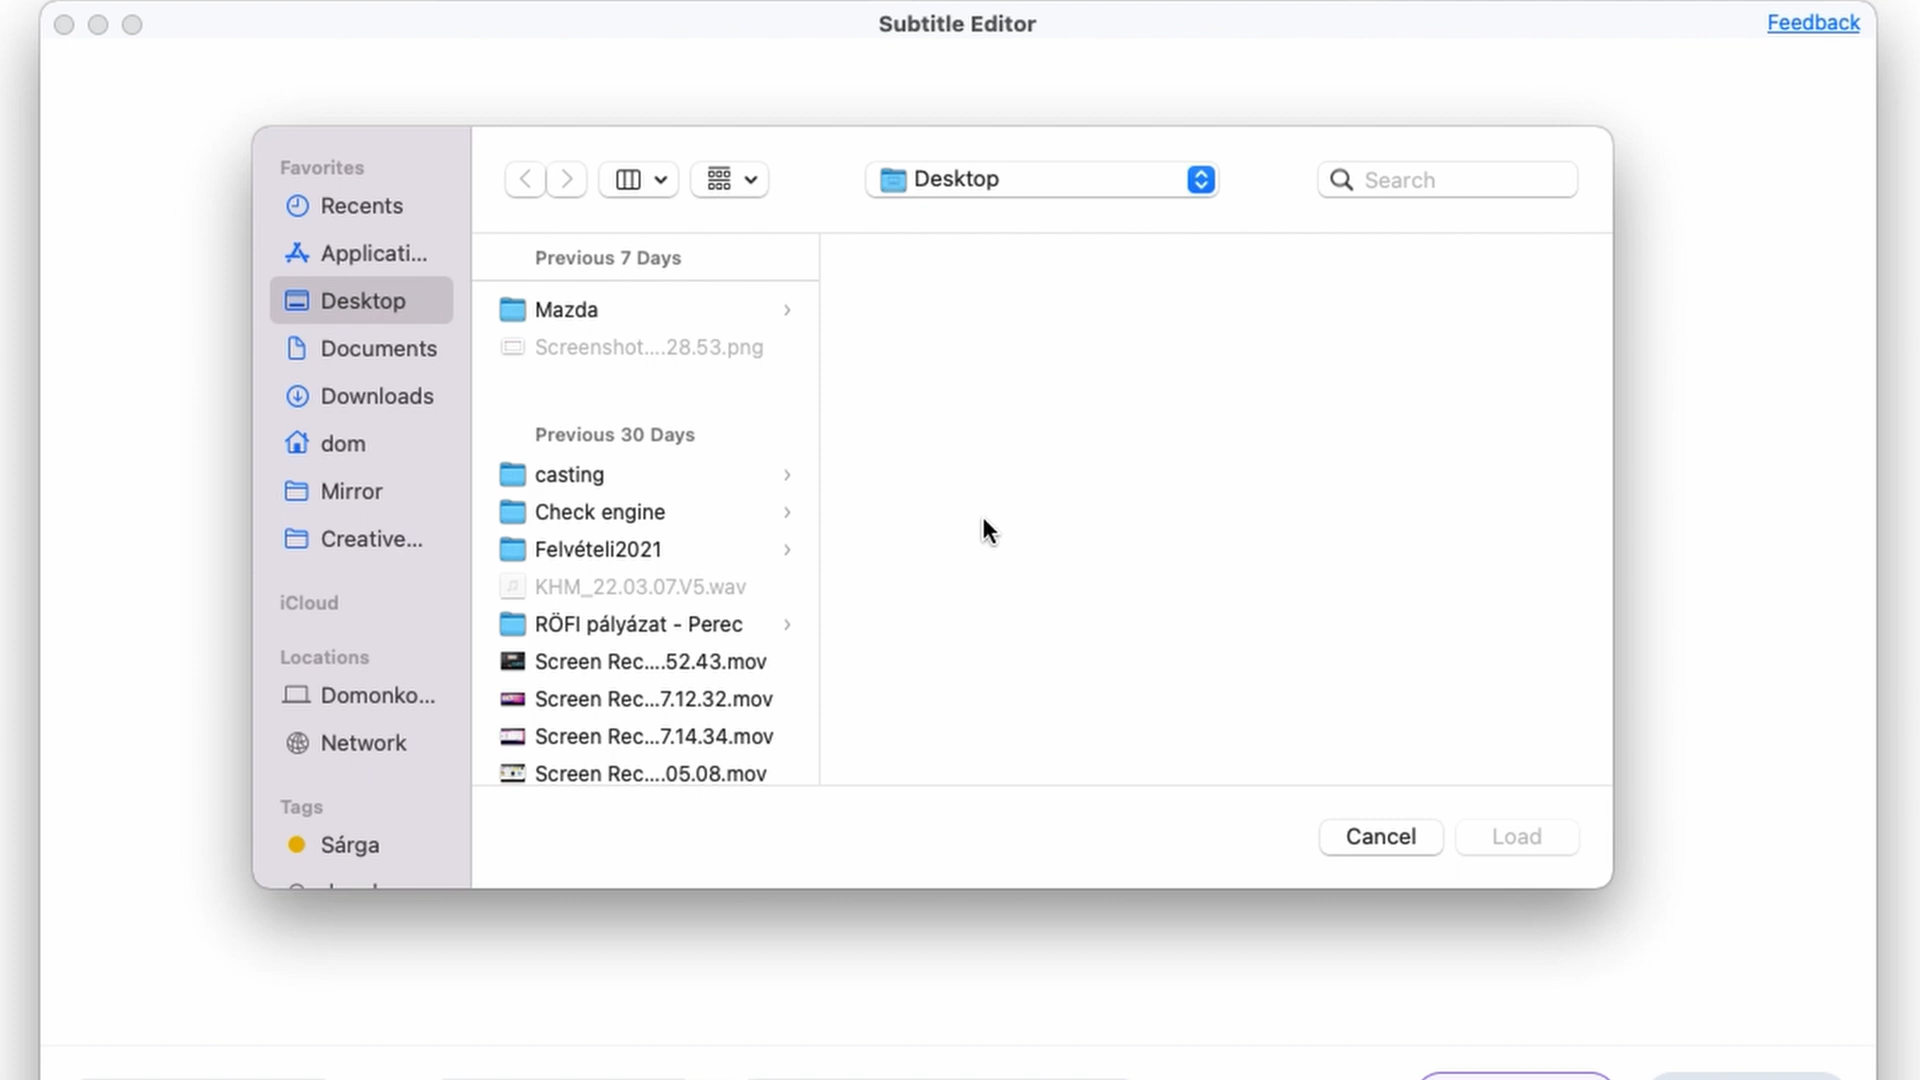 Subtitle Editor
Feedback
Favorites
Recents
Applicati...
Desktop
Documents
Downloads
dom
Mirror
Creative...
iCloud
Locations
Domonko...
Network
Tags
Sárga
Desktop
Search
Previous 7 Days
Mazda
Screenshot....28.53.png
Previous 30 Days
casting
Check engine
Felvételi2021
KHM_22.03.07.V5.wav
RÖFI pályázat - Perec
Screen Rec....52.43.mov
Screen Rec...7.12.32.mov
Screen Rec...7.14.34.mov
Screen Rec....05.08.mov
Cancel
Load